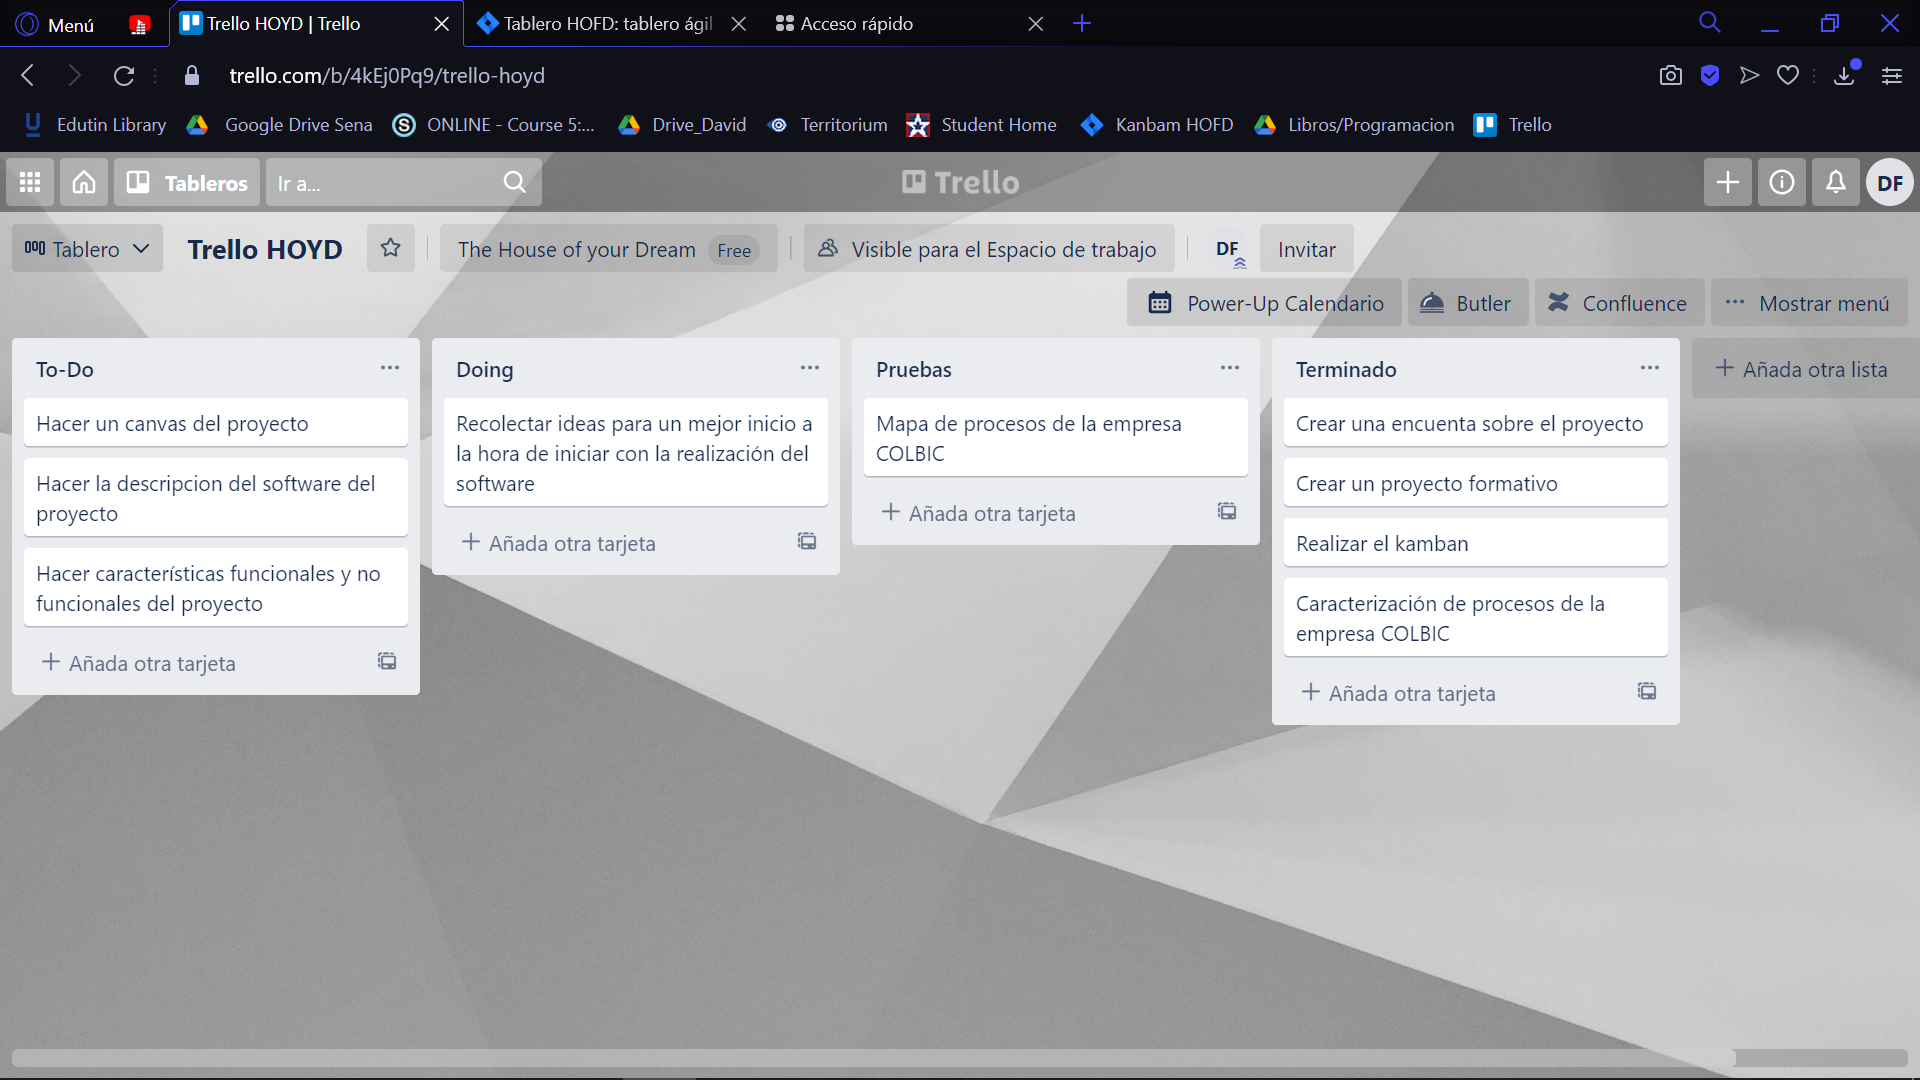 Menú
Trello HOYD | Trello
Tablero HOFD: tablero ágil
Acceso rápido
trello.com/b/4kEj0Pq9/trello-hoyd
Edutin Library
Google Drive Sena
ONLINE - Course 5:...
Drive_David
Territorium
Student Home
Kanbam HOFD
Libros/Programacion
Trello
Tableros
Ir a...
Trello
DF
Tablero
Trello HOYD
The House of your Dream Free
Visible para el Espacio de trabajo
DF
Invitar
Power-Up Calendario
Butler
Confluence
Mostrar menú
To-Do
Hacer un canvas del proyecto
Hacer la descripcion del software del
proyecto
Hacer características funcionales y no
funcionales del proyecto
Añada otra tarjeta
Doing
Recolectar ideas para un mejor inicio a
la hora de iniciar con la realización del
software
Añada otra tarjeta
Pruebas
Mapa de procesos de la empresa
COLBIC
Añada otra tarjeta
Terminado
Crear una encuenta sobre el proyecto
Crear un proyecto formativo
Realizar el kamban
Caracterización de procesos de la
empresa COLBIC
Añada otra tarjeta
Añada otra lista